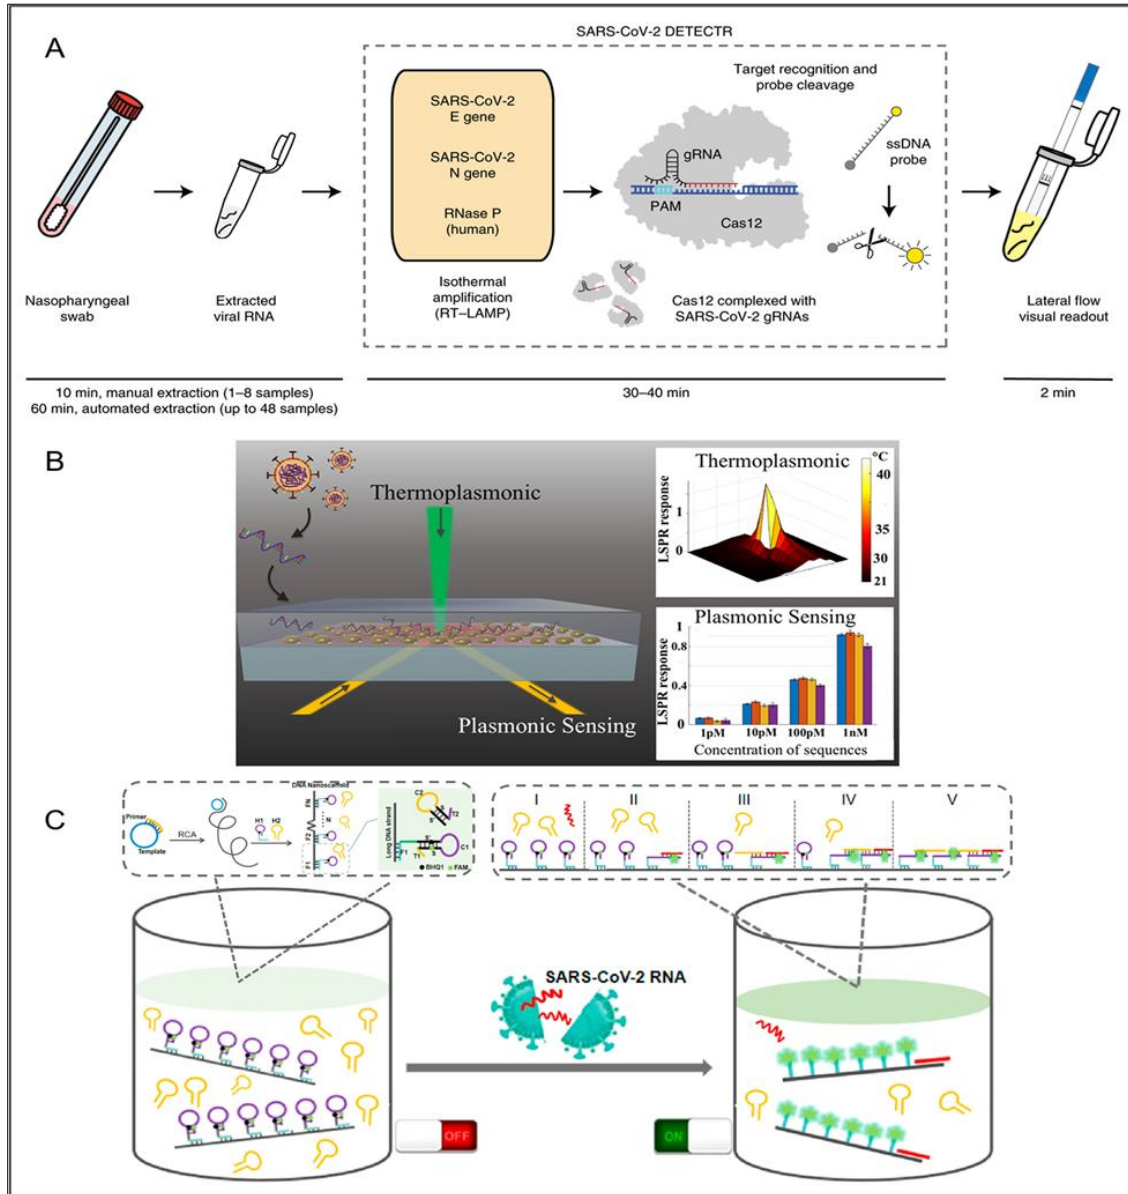 A
SARS-CoV-2 DETECTR
SARS-CoV-2
E gene
SARS-CoV-2
N gene
RNase P
(human)
Target recognition and
probe cleavage
gRNA
PAM
Cas12
ssDNA
probe
Nasopharyngeal
swab
Extracted
viral RNA
Isothermal
amplification
(RT–LAMP)
Cas12 complexed with
SARS-CoV-2 gRNAs
Lateral flow
visual readout
10 min, manual extraction (1–8 samples)
60 min, automated extraction (up to 48 samples)
30–40 min
2 min
B
Thermoplasmonic
Plasmonic Sensing
Thermoplasmonic
LSPR response
1
0
°C
40
35
30
21
Plasmonic Sensing
LSPR response
1
0.8
0.4
0
1pM
10pM
100pM
1nM
Concentration of sequences
C
Primer
Template
RCA
H1
H2
DNA Nanoscaffold
FN
N
F2
F1
Long DNA strand
C2
T2
C1
F1
T1
BHQ1
FAM
I
II
III
IV
V
SARS-CoV-2 RNA
OFF
ON